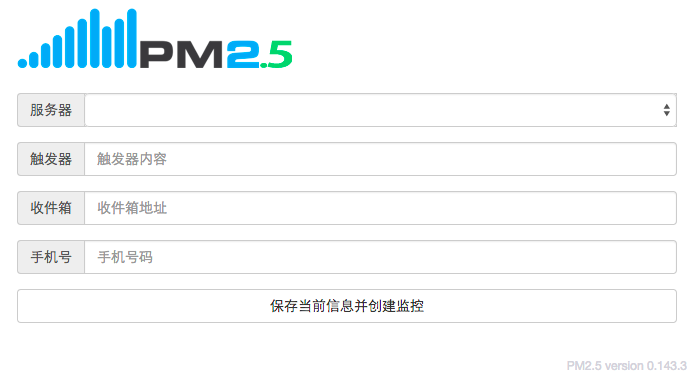 PM2.5
服务器
触发器 触发器内容
收件箱 收件箱地址
手机号 手机号码
保存当前信息并创建监控
PM2.5 version 0.143.3